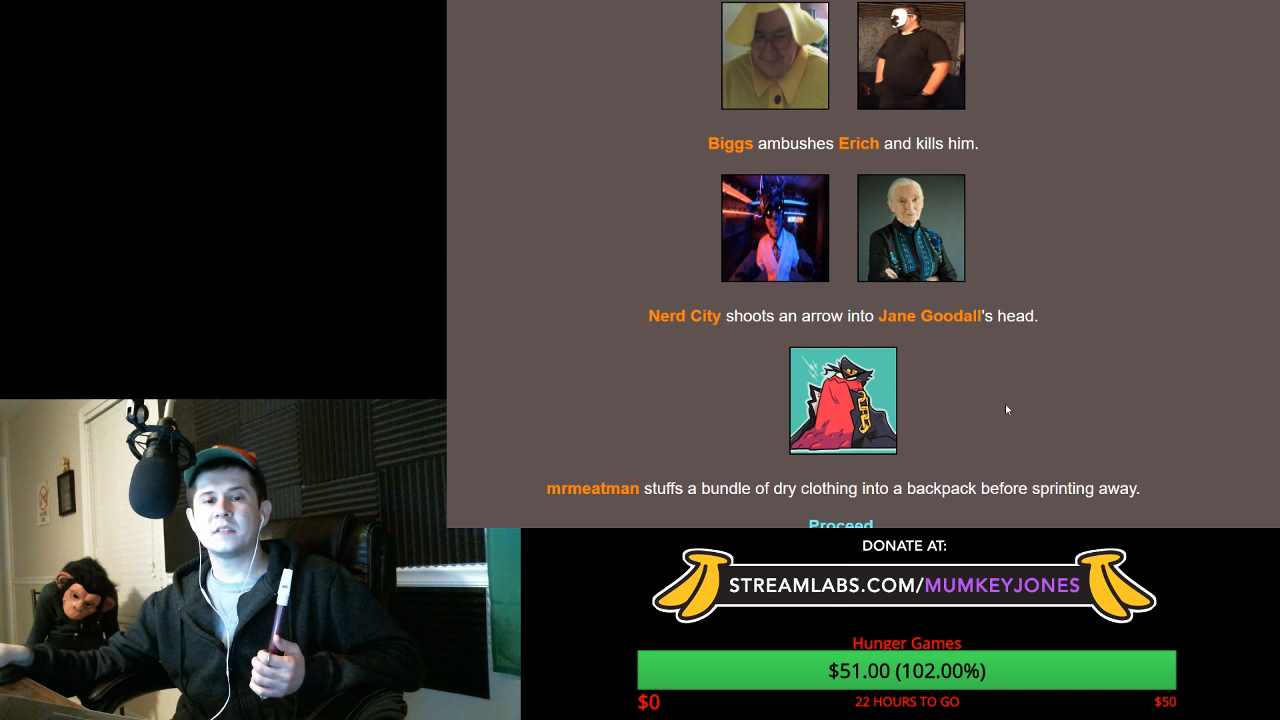 Biggs ambushes Erich and kills him.
Nerd City shoots an arrow into Jane Goodall's head.
mrmeatman stuffs a bundle of dry clothing into a backpack before sprinting away.
Proceed
DONATE AT:
STREAMLABS.COM/MUMKEYJONES
Hunger Games
$51.00 (102.00%)
$0
22 HOURS TO GO
$50